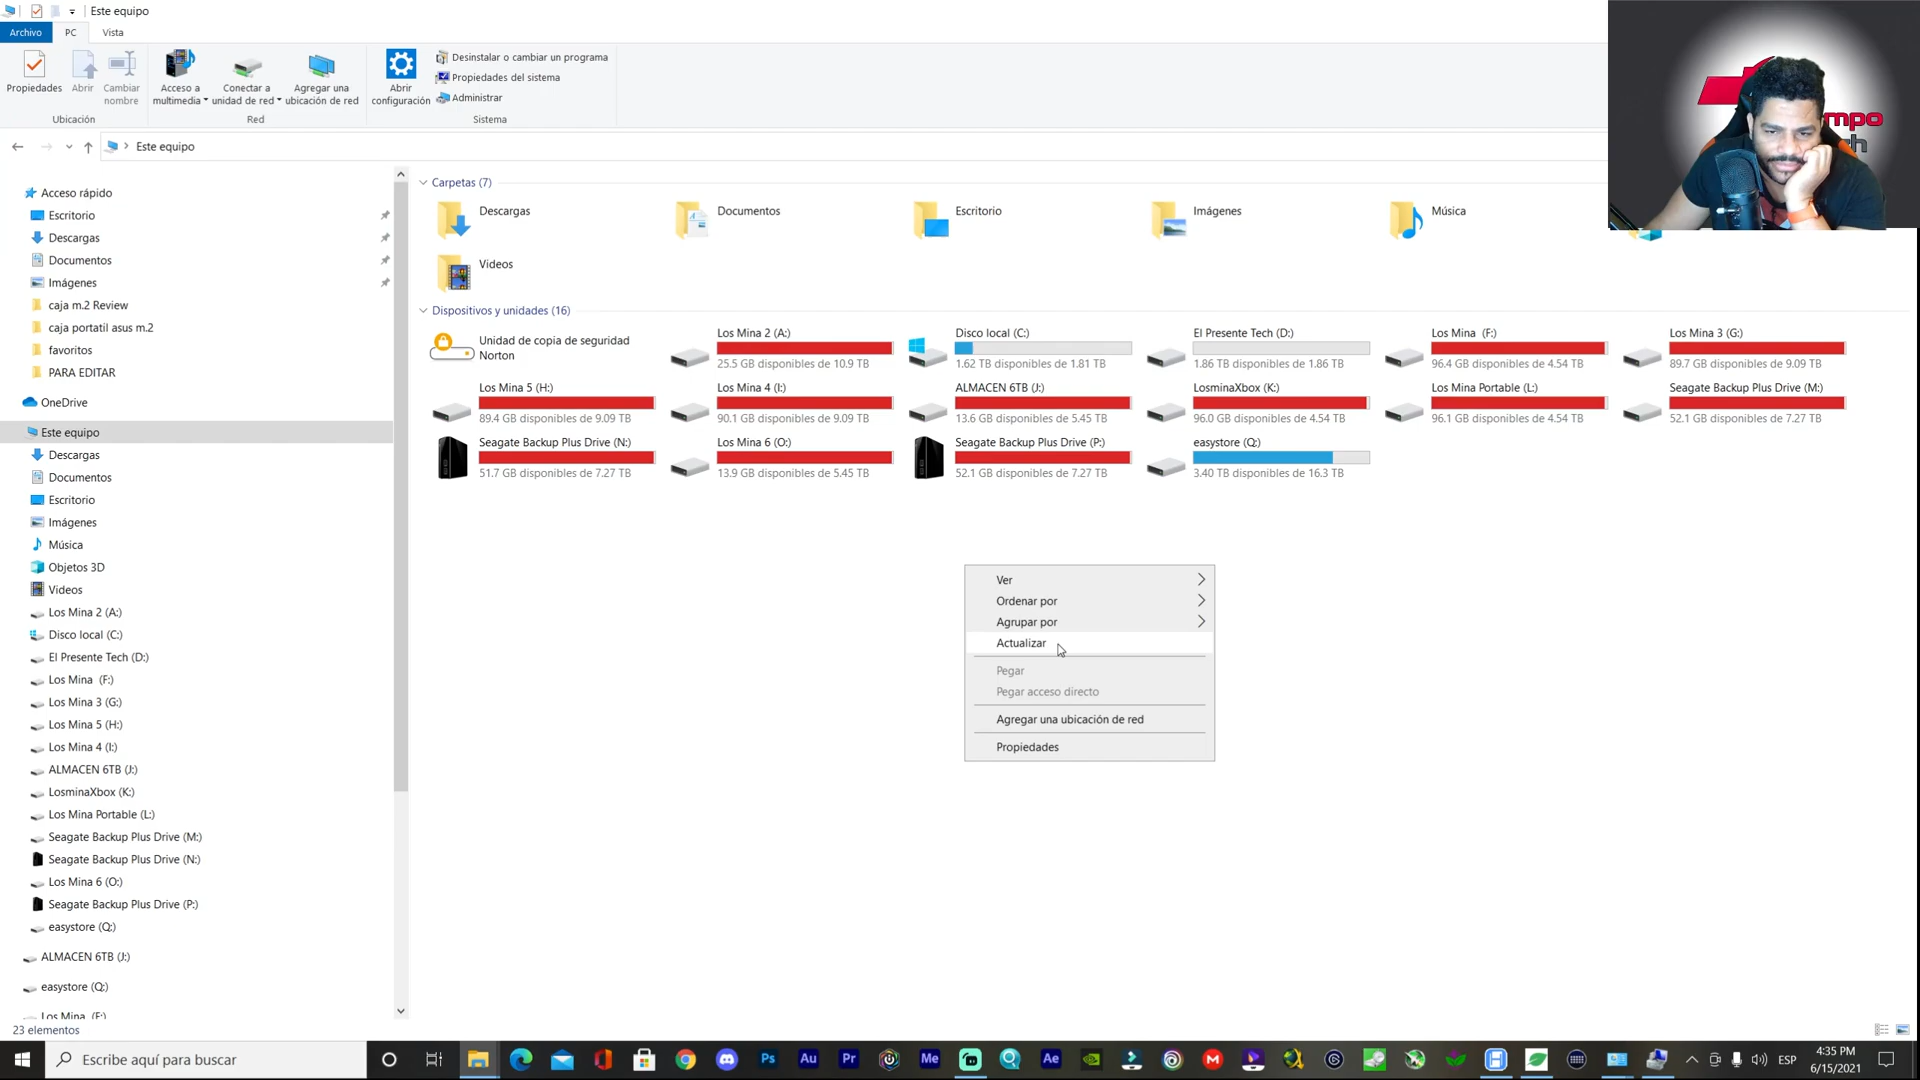 Este equipo
Archivo
PC
Vista
Propiedades
Abrir
Cambiar
nombre
Acceso a
multimedia
Conectar a
unidad de red
Agregar una
ubicación de red
Abrir
configuración
Desinstalar o cambiar un programa
Propiedades del sistema
Administrar
Ubicación
Red
Sistema
Este equipo
Acceso rápido
Escritorio
Descargas
Documentos
Imágenes
caja m.2 Review
caja portatil asus m.2
favoritos
PARA EDITAR
OneDrive
Este equipo
Descargas
Documentos
Escritorio
Imágenes
Música
Objetos 3D
Videos
Los Mina 2 (A:)
Disco local (C:)
El Presente Tech (D:)
Los Mina (F:)
Los Mina 3 (G:)
Los Mina 5 (H:)
Los Mina 4 (I:)
ALMACEN 6TB (J:)
LosminaXbox (K:)
Los Mina Portable (L:)
Seagate Backup Plus Drive (M:)
Seagate Backup Plus Drive (N:)
Los Mina 6 (O:)
Seagate Backup Plus Drive (P:)
easystore (Q:)
ALMACEN 6TB (J:)
easystore (Q:)
Los Mina (F:)
23 elementos
Carpetas (7)
Descargas
Documentos
Escritorio
Imágenes
Música
Videos
Dispositivos y unidades (16)
Unidad de copia de seguridad
Norton
Los Mina 2 (A:)
25.5 GB disponibles de 10.9 TB
Disco local (C:)
1.62 TB disponibles de 1.81 TB
El Presente Tech (D:)
1.86 TB disponibles de 1.86 TB
Los Mina (F:)
96.4 GB disponibles de 4.54 TB
Los Mina 3 (G:)
89.7 GB disponibles de 9.09 TB
Los Mina 5 (H:)
89.4 GB disponibles de 9.09 TB
Los Mina 4 (I:)
90.1 GB disponibles de 9.09 TB
ALMACEN 6TB (J:)
13.6 GB disponibles de 5.45 TB
LosminaXbox (K:)
96.0 GB disponibles de 4.54 TB
Los Mina Portable (L:)
96.1 GB disponibles de 4.54 TB
Seagate Backup Plus Drive (M:)
52.1 GB disponibles de 7.27 TB
Seagate Backup Plus Drive (N:)
51.7 GB disponibles de 7.27 TB
Los Mina 6 (O:)
13.9 GB disponibles de 5.45 TB
Seagate Backup Plus Drive (P:)
52.1 GB disponibles de 7.27 TB
easystore (Q:)
3.40 TB disponibles de 16.3 TB
Ver
Ordenar por
Agrupar por
Actualizar
Pegar
Pegar acceso directo
Agregar una ubicación de red
Propiedades
Escribe aquí para buscar
Ps
Au
Pr
Me
Ae
ESP
4:35 PM
6/15/2021